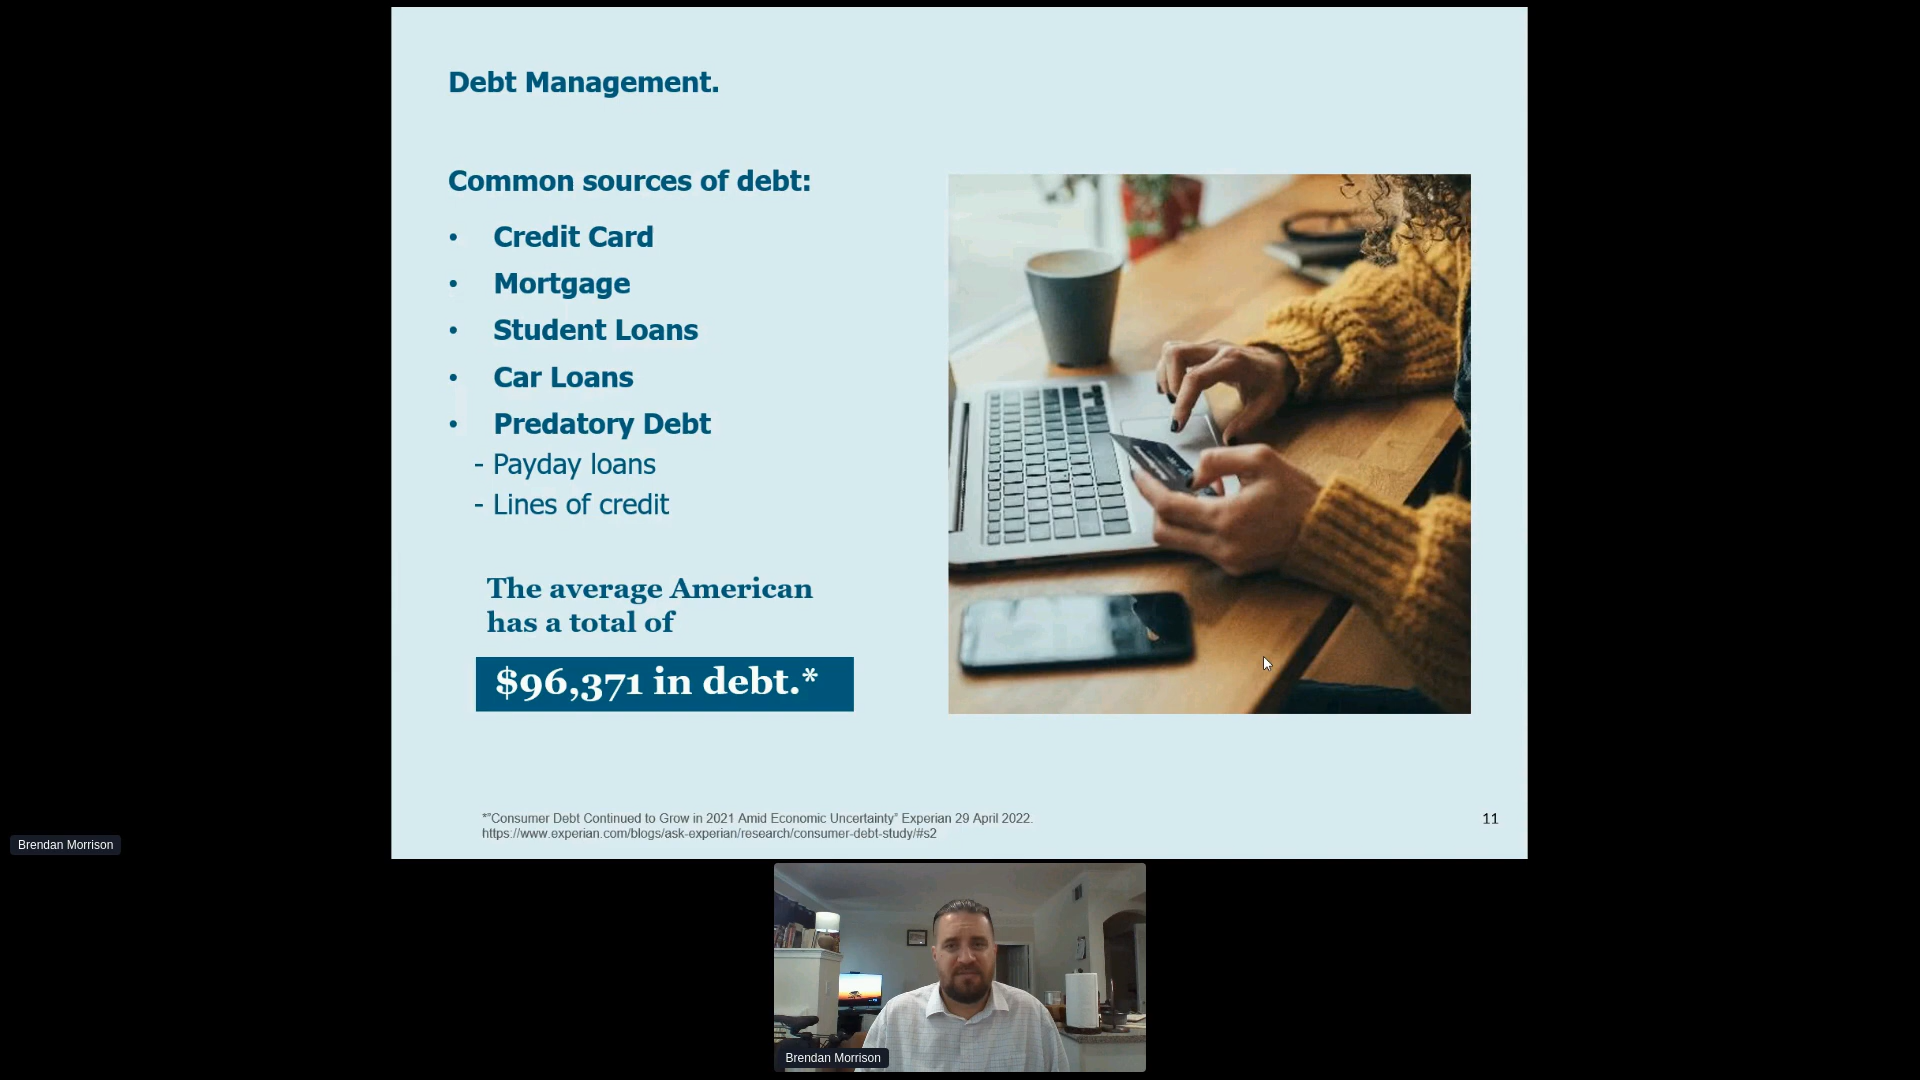 Debt Management.
Common sources of debt:
• Credit Card
• Mortgage
• Student Loans
• Car Loans
• Predatory Debt
- Payday loans
- Lines of credit
The average American
has a total of
$96,371 in debt.*
*"Consumer Debt Continued to Grow in 2021 Amid Economic Uncertainty" Experian 29 April 2022.
https://www.experian.com/blogs/ask-experian/research/consumer-debt-study/#s2
11
Brendan Morrison
Brendan Morrison